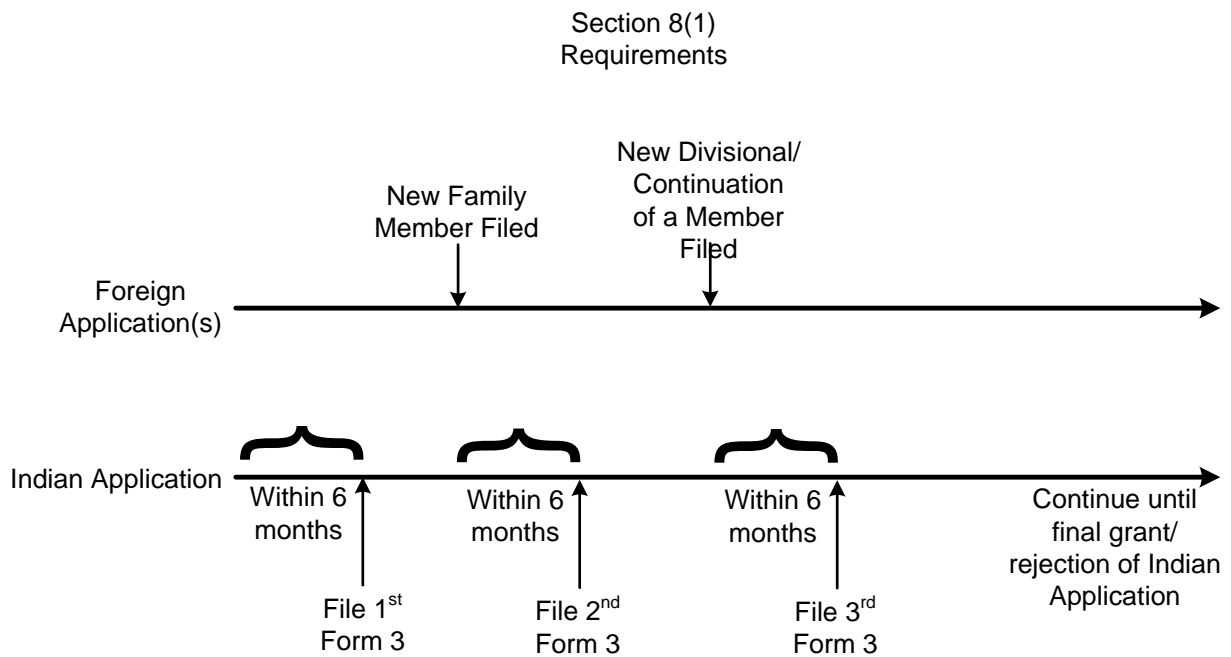 Section 8(1)
Requirements
New Family
Member Filed
New Divisional/
Continuation
of a Member
Filed
Foreign
Application(s)
Indian Application
Within 6
months
Within 6
months
Within 6
months
Continue until
final grant/
rejection of Indian
Application
File 1st
Form 3
File 2nd
Form 3
File 3rd
Form 3